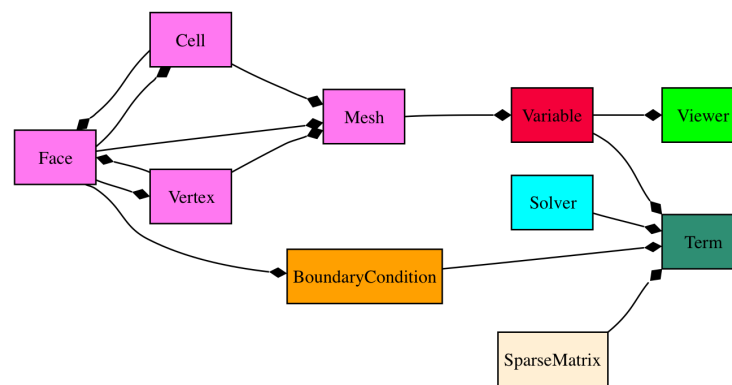 Cell
Mesh
Variable
Viewer
Face
Vertex
Solver
Term
BoundaryCondition
SparseMatrix